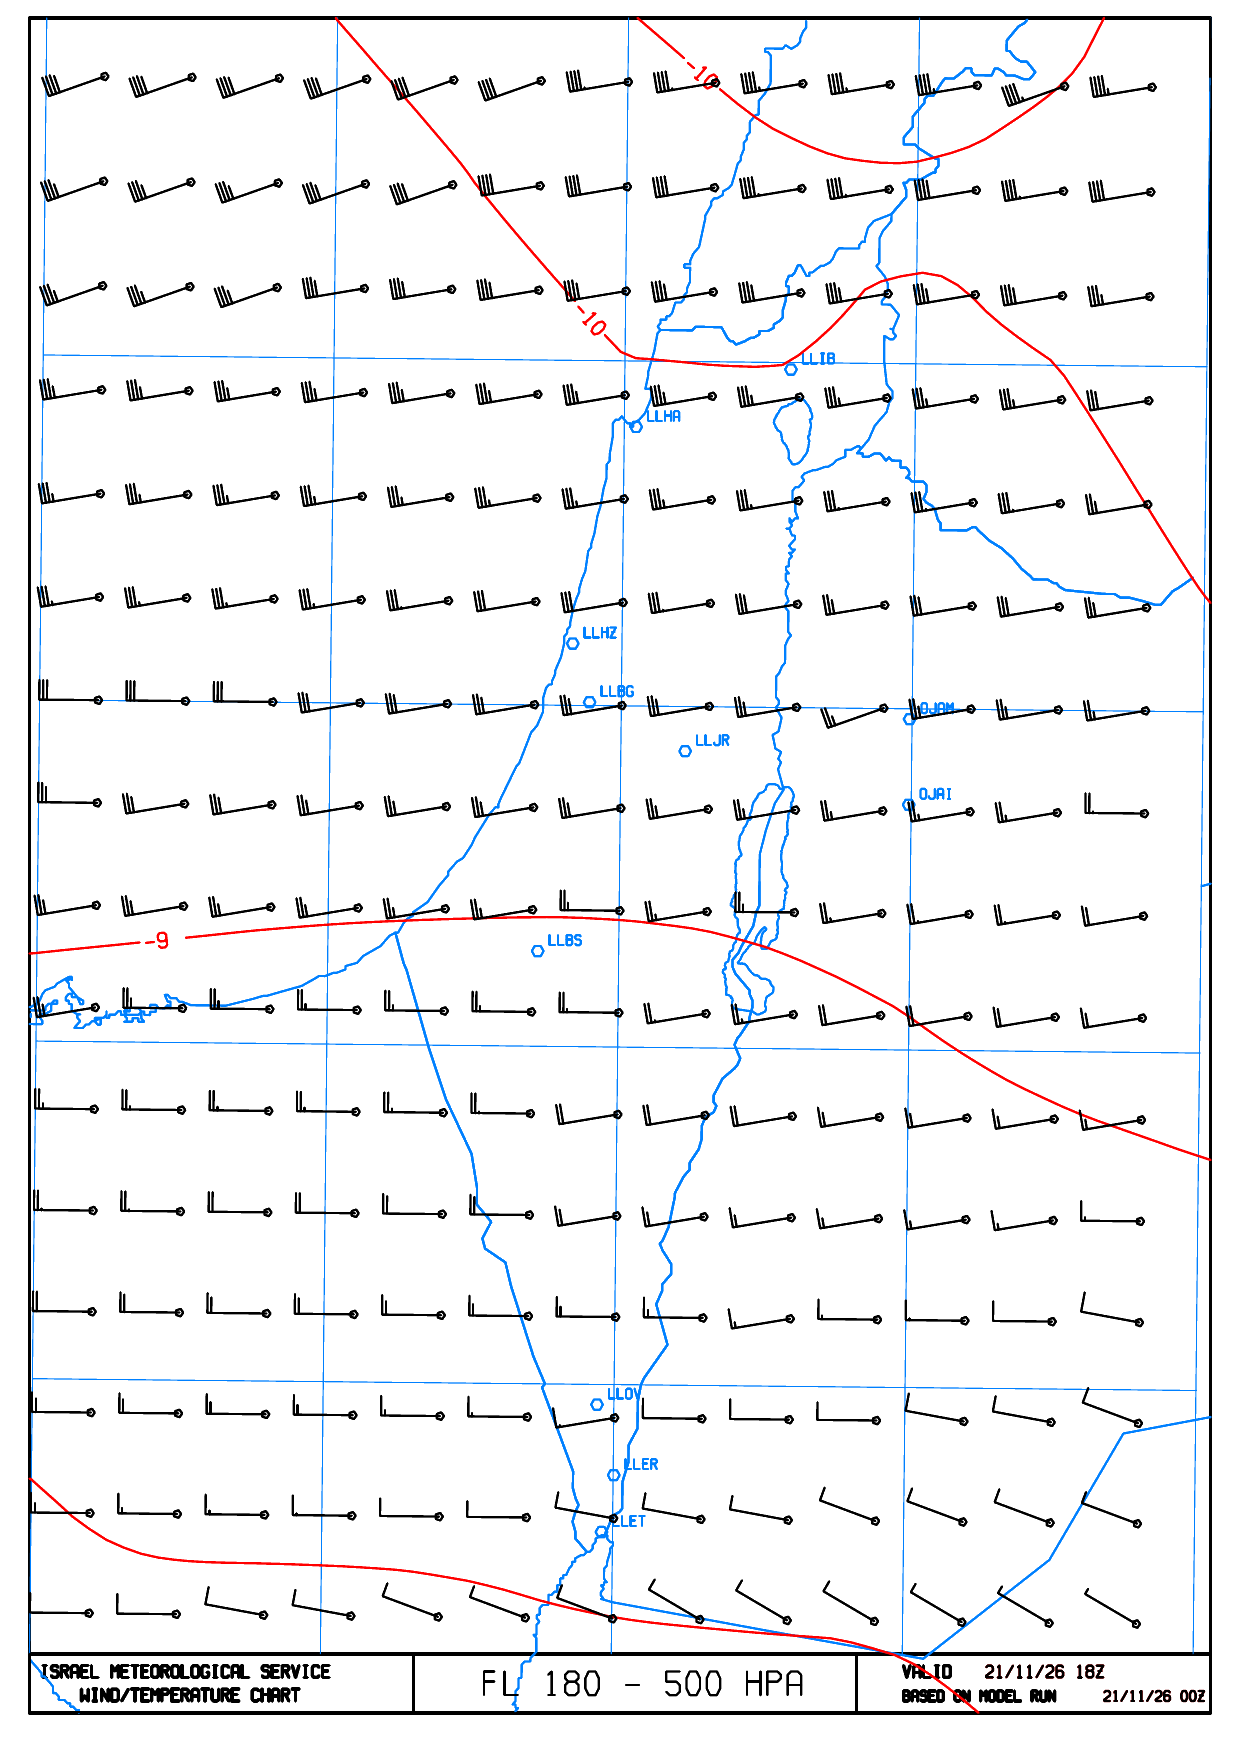 -10
-10
LLIB
LLHA
LLHZ
LLBG
OJAM
LLJR
OJAI
-9
LLBS
LLOV
LLER
LLET
ISRAEL METEOROLOGICAL SERVICE
WIND/TEMPERATURE CHART
FL 180 - 500 HPA
VALID 21/11/26 18Z
BASED ON MODEL RUN 21/11/26 00Z